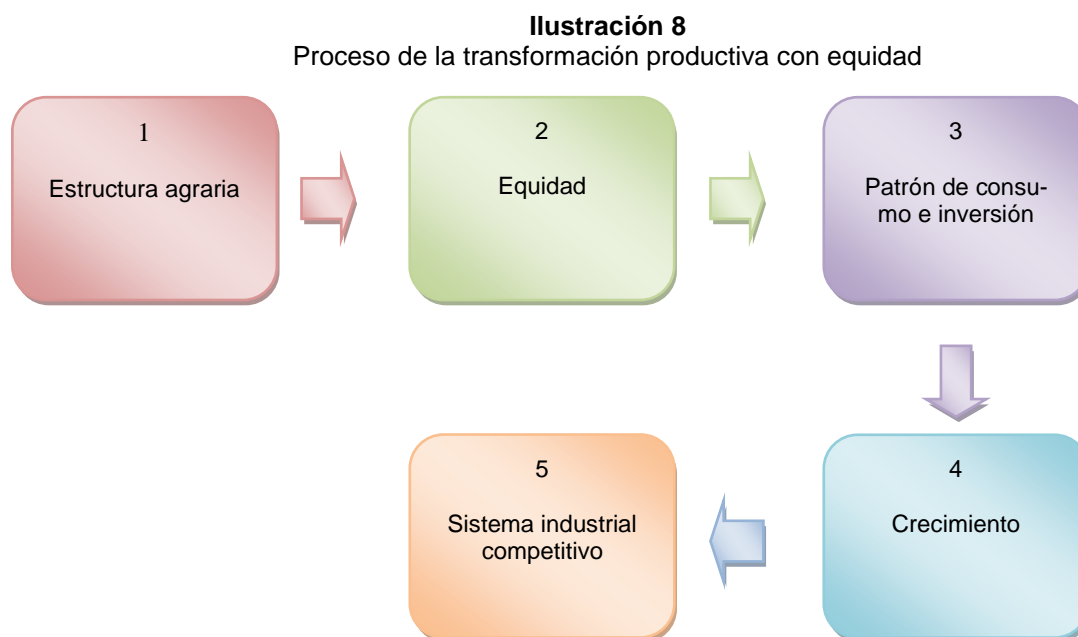 Ilustración 8
Proceso de la transformación productiva con equidad
1
Estructura agraria
2
Equidad
3
Patrón de consu-
mo e inversión
4
Crecimiento
5
Sistema industrial
competitivo